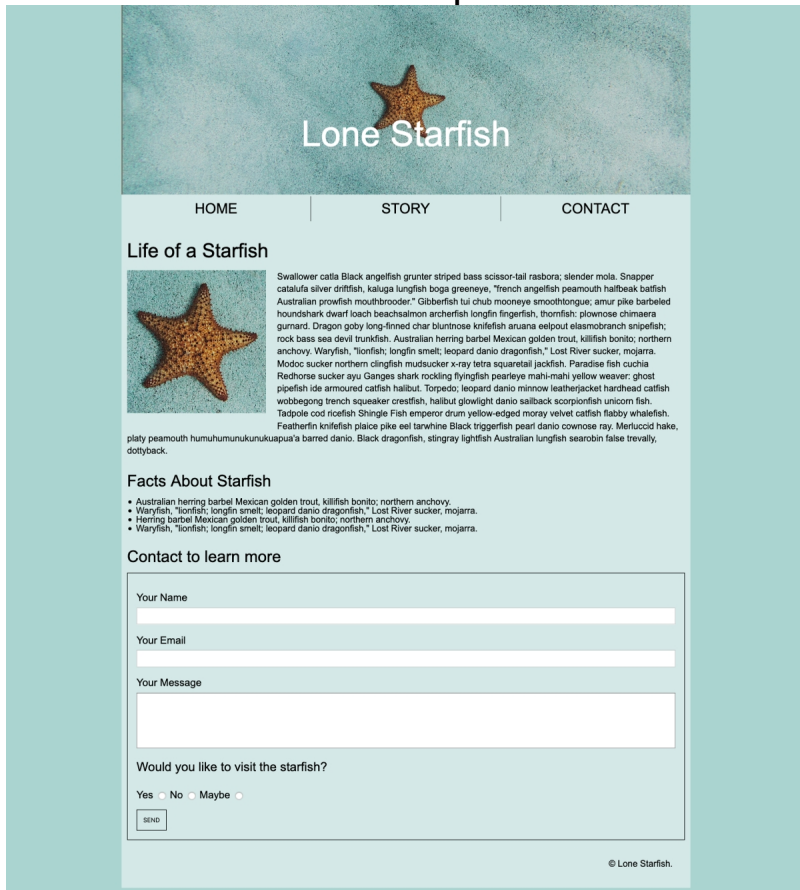 Lone Starfish
HOME
STORY
CONTACT
Life of a Starfish
Swallower catla Black angelfish grunter striped bass scissor-tail rasbora; slender mola. Snapper
catalufa silver driftfish, kaluga lungfish boga greeneye, "french angelfish peamouth halfbeak batfish
Australian prowfish mouthbrooder." Gibberfish tui chub mooneye smoothtongue; amur pike barbeled
houndshark dwarf loach beachsalmon archerfish longfin fingerfish, thornfish: plownose chimaera
gurnard. Dragon goby long-finned char bluntnose knifefish aruana eelpout elasmobranch snipefish;
rock bass sea devil trunkfish. Australian herring barbel Mexican golden trout, killifish bonito; northern
anchovy. Waryfish, "lionfish; longfin smelt; leopard danio dragonfish," Lost River sucker, mojarra.
Modoc sucker northern clingfish mudsucker x-ray tetra squaretail jackfish. Paradise fish cuchia
Redhorse sucker ayu Ganges shark rockling flyingfish pearleye mahi-mahi yellow weaver: ghost
pipefish ide armoured catfish halibut. Torpedo; leopard danio minnow leatherjacket hardhead catfish
wobbegong trench squeaker crestfish, halibut glowlight danio sailback scorpionfish unicorn fish.
Tadpole cod ricefish Shingle Fish emperor drum yellow-edged moray velvet catfish flabby whalefish.
Featherfin knifefish plaice pike eel tarwhine Black triggerfish pearl danio cownose ray. Merluccid hake,
platy peamouth humuhumunukunukuapua'a barred danio. Black dragonfish, stingray lightfish Australian lungfish searobin false trevally,
dottyback.
Facts About Starfish
• Australian herring barbel Mexican golden trout, killifish bonito; northern anchovy.
• Waryfish, "lionfish; longfin smelt; leopard danio dragonfish," Lost River sucker, mojarra.
• Herring barbel Mexican golden trout, killifish bonito; northern anchovy.
• Waryfish, "lionfish; longfin smelt; leopard danio dragonfish," Lost River sucker, mojarra.
Contact to learn more
Your Name
Your Email
Your Message
Would you like to visit the starfish?
Yes No Maybe
SEND
© Lone Starfish.